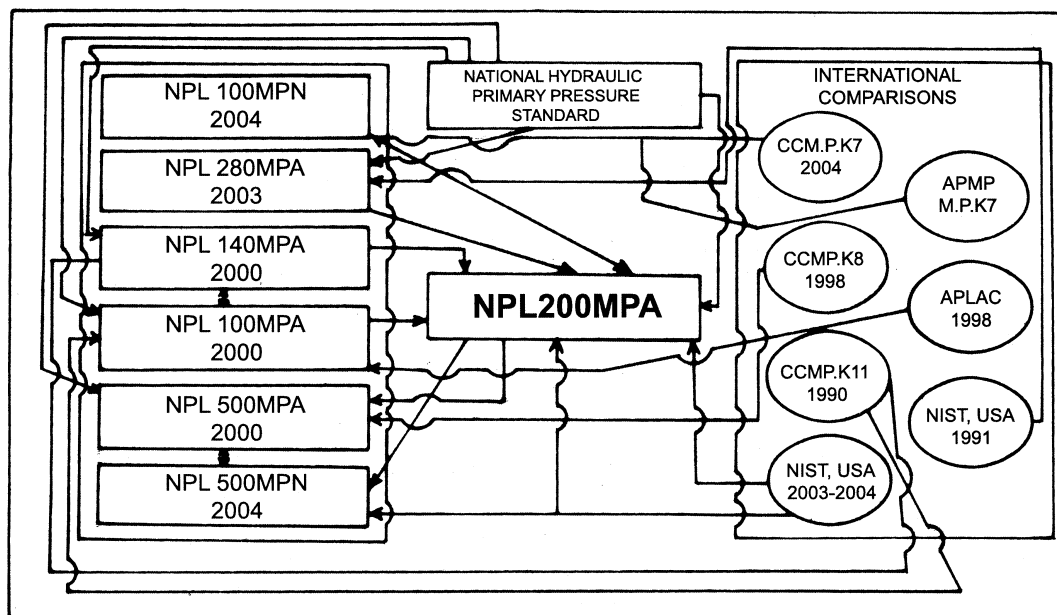 NPL 100MPN
2004
NPL 280MPA
2003
NPL 140MPA
2000
NPL 100MPA
2000
NPL 500MPA
2000
NPL 500MPN
2004
NATIONAL HYDRAULIC
PRIMARY PRESSURE
STANDARD
NPL200MPA
INTERNATIONAL
COMPARISONS
CCM.P.K7
2004
APMP
M.P.K7
CCMP.K8
1998
APLAC
1998
CCMP.K11
1990
NIST, USA
1991
NIST, USA
2003-2004